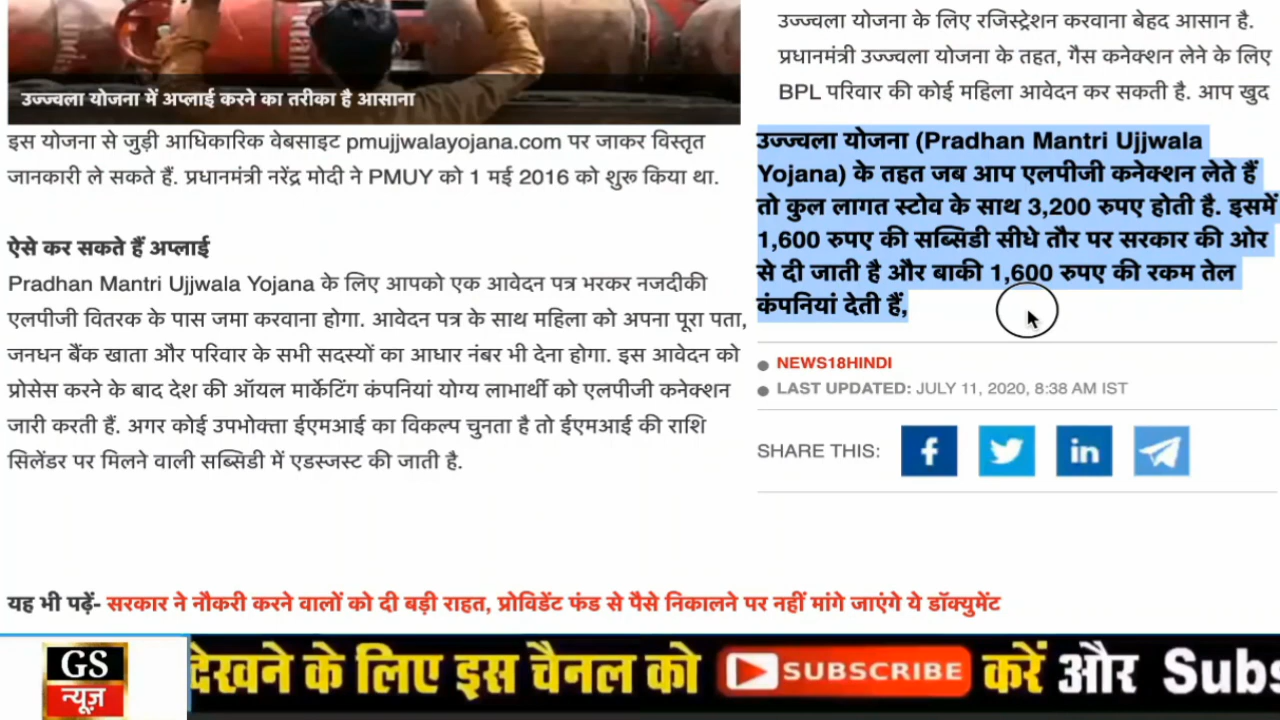 उज्ज्वला योजना में अप्लाई करने का तरीका है आसाना
इस योजना से जुड़ी आधिकारिक वेबसाइट pmujjwalayojana.com पर जाकर विस्तृत
जानकारी ले सकते हैं. प्रधानमंत्री नरेंद्र मोदी ने PMUY को 1 मई 2016 को शुरू किया था.
ऐसे कर सकते हैं अप्लाई
Pradhan Mantri Ujjwala Yojana के लिए आपको एक आवेदन पत्र भरकर नजदीकी
एलपीजी वितरक के पास जमा करवाना होगा. आवेदन पत्र के साथ महिला को अपना पूरा पता,
जनधन बैंक खाता और परिवार के सभी सदस्यों का आधार नंबर भी देना होगा. इस आवेदन को
प्रोसेस करने के बाद देश की ऑयल मार्केटिंग कंपनियां योग्य लाभार्थी को एलपीजी कनेक्शन
जारी करती हैं. अगर कोई उपभोक्ता ईएमआई का विकल्प चुनता है तो ईएमआई की राशि
सिलेंडर पर मिलने वाली सब्सिडी में एडस्जस्ट की जाती है.
उज्ज्वला योजना के लिए रजिस्ट्रेशन करवाना बेहद आसान है.
प्रधानमंत्री उज्ज्वला योजना के तहत, गैस कनेक्शन लेने के लिए
BPL परिवार की कोई महिला आवेदन कर सकती है. आप खुद
उज्ज्वला योजना (Pradhan Mantri Ujjwala
Yojana) के तहत जब आप एलपीजी कनेक्शन लेते हैं
तो कुल लागत स्टोव के साथ 3,200 रुपए होती है. इसमें
1,600 रुपए की सब्सिडी सीधे तौर पर सरकार की ओर
से दी जाती है और बाकी 1,600 रुपए की रकम तेल
कंपनियां देती हैं,
NEWS18HINDI
LAST UPDATED: JULY 11, 2020, 8:38 AM IST
SHARE THIS:
यह भी पढ़ें- सरकार ने नौकरी करने वालों को दी बड़ी राहत, प्रोविडेंट फंड से पैसे निकालने पर नहीं मांगे जाएंगे ये डॉक्युमेंट
GS
न्यूज़
देखने के लिए इस चैनल को SUBSCRIBE करें और Subs